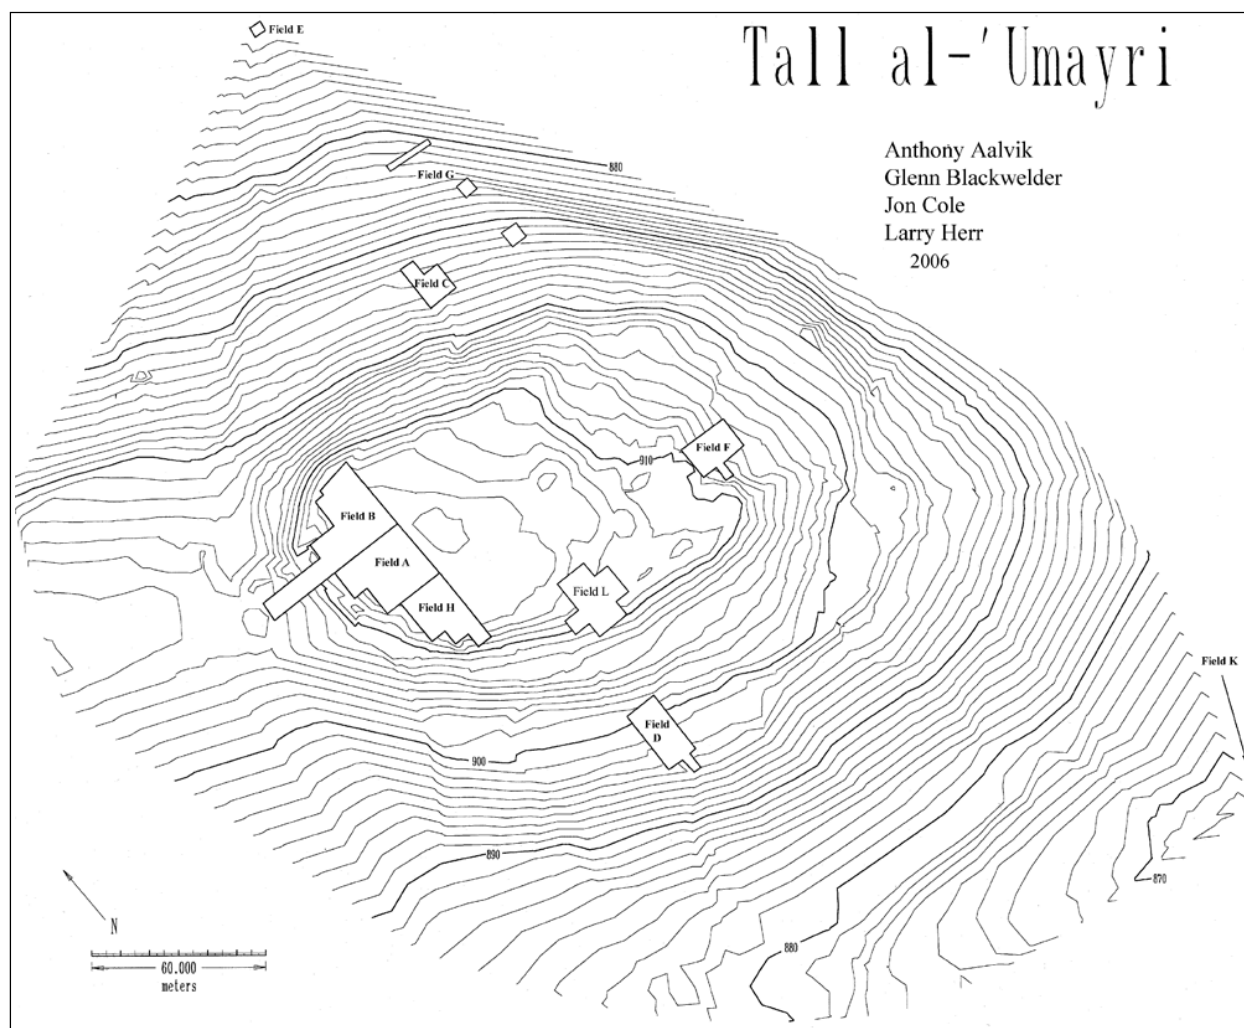 Tall al-'Umayri
Anthony Aalvik
Glenn Blackwelder
Jon Cole
Larry Herr
2006
Field E
880
Field G
Field C
Field F
910
Field B
Field A
Field H
Field L
Field K
Field
D
900
890
870
880
N
60.000
meters